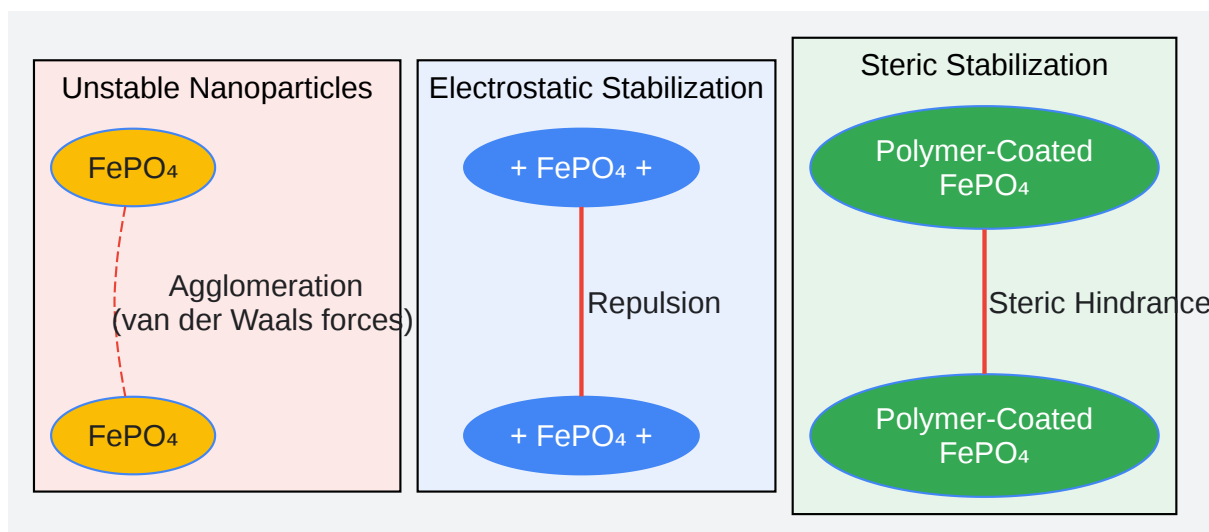 Unstable Nanoparticles
FePO₄
Agglomeration
(van der Waals forces)
FePO₄
Electrostatic Stabilization
+ FePO₄ +
Repulsion
+ FePO₄ +
Steric Stabilization
Polymer-Coated
FePO₄
Steric Hindrance
Polymer-Coated
FePO₄